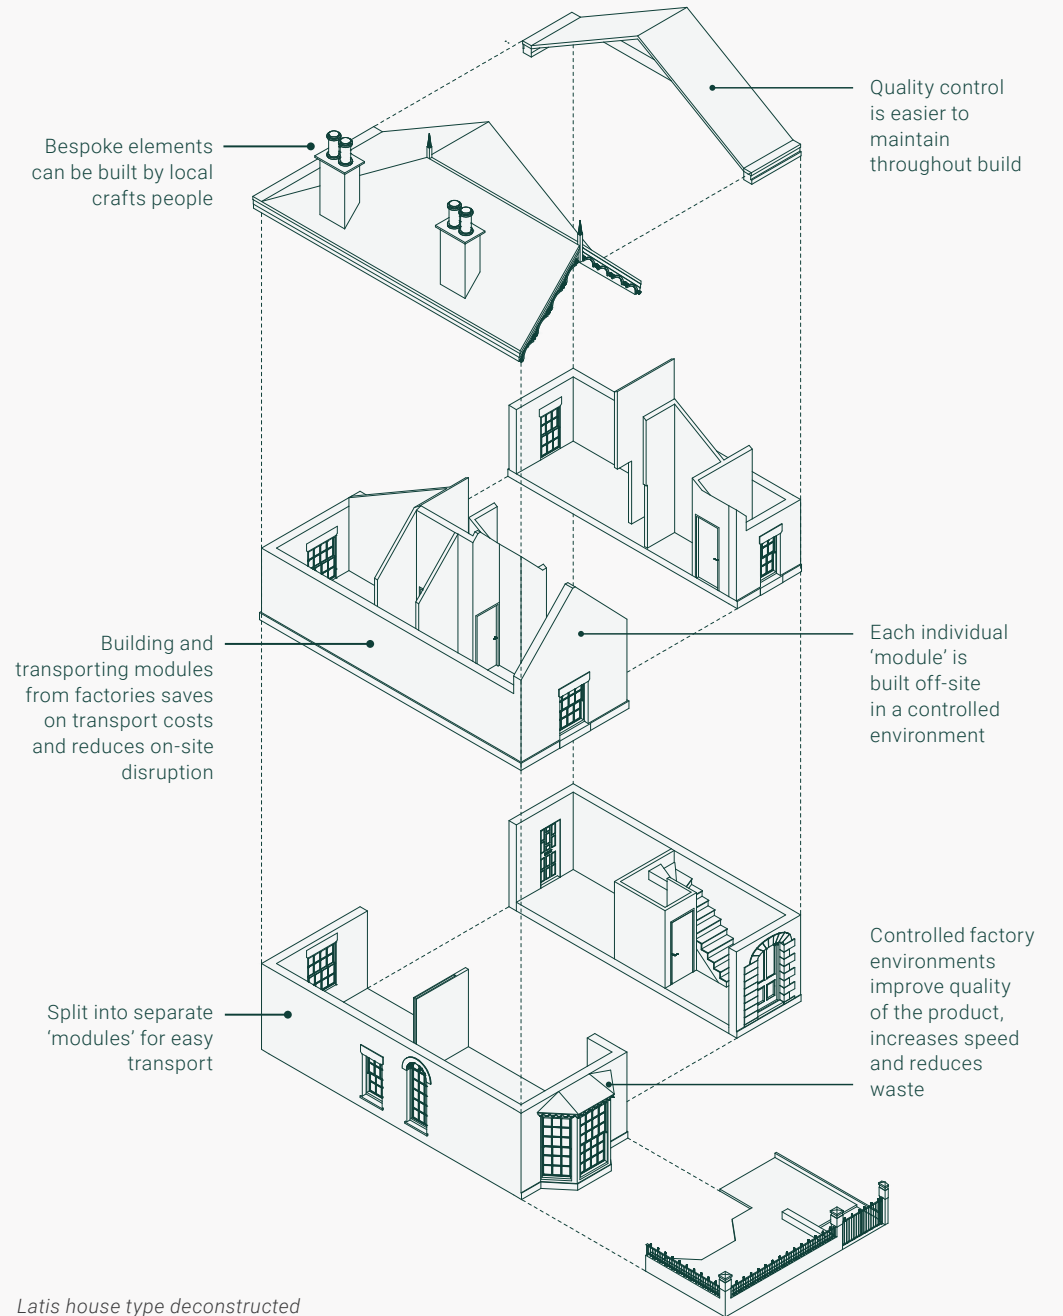 Quality control
is easier to
maintain
throughout build
Bespoke elements
can be built by local
crafts people
Each individual
‘module’ is
built off-site
in a controlled
environment
Building and
transporting modules
from factories saves
on transport costs
and reduces on-site
disruption
Controlled factory
environments
improve quality
of the product,
increases speed
and reduces
waste
Split into separate
‘modules’ for easy
transport
Latis house type deconstructed